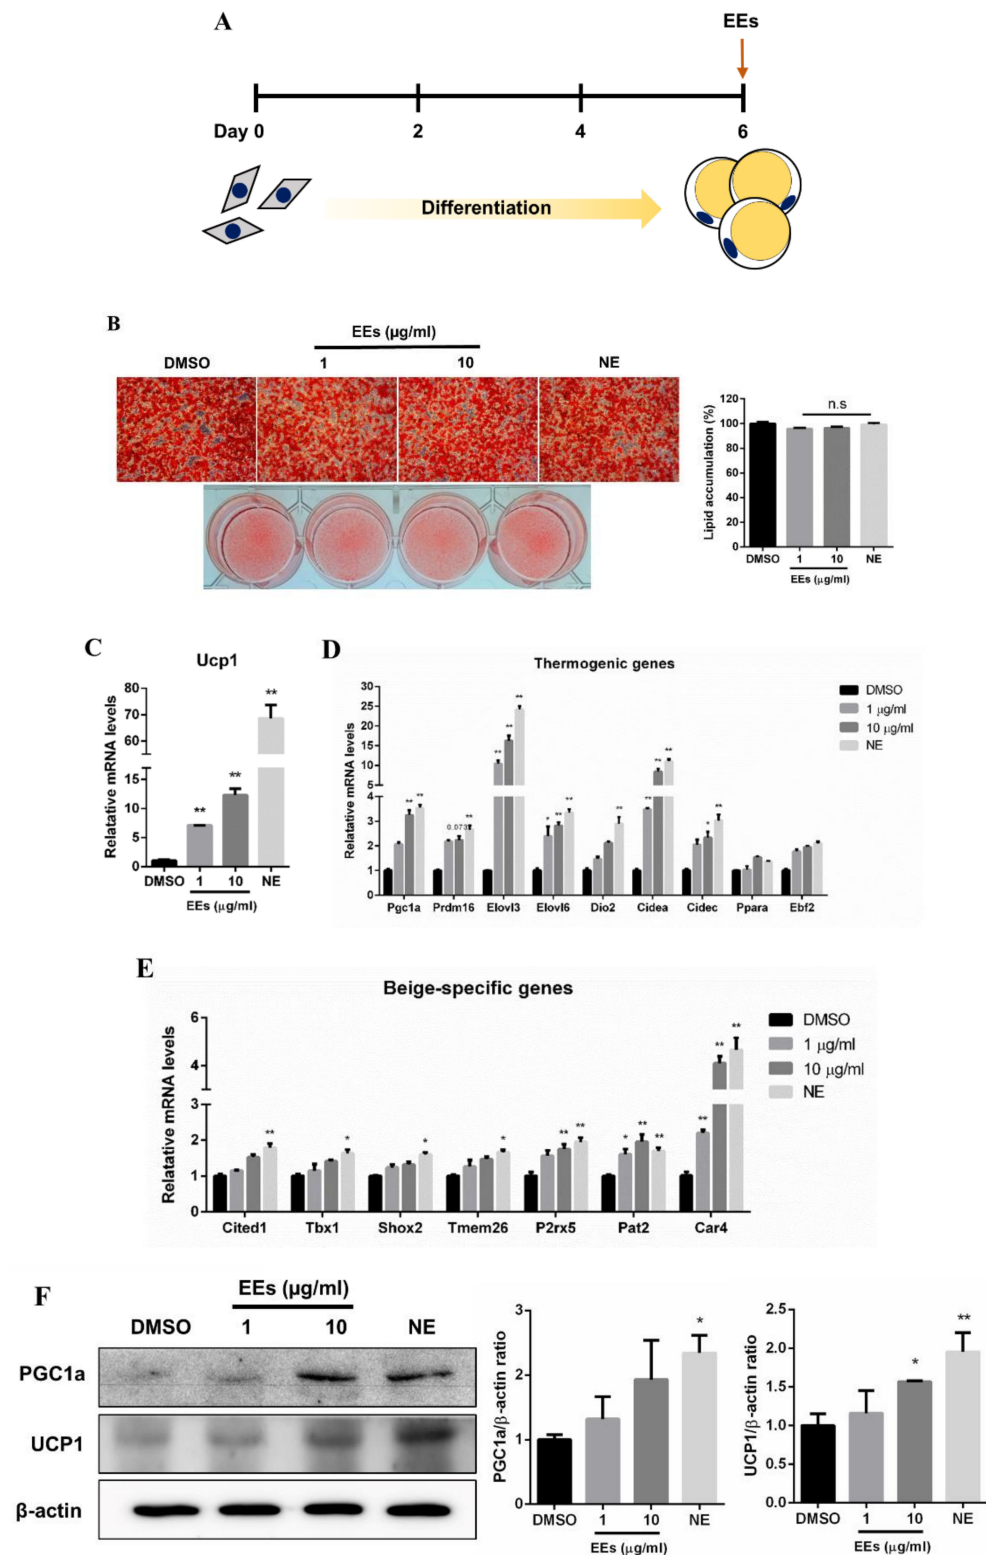 A
EEs
Day 0 2 4 6
Differentiation
B
EEs (µg/ml)
DMSO 1 10 NE
n.s
Lipid accumulation (%)
120
100
80
60
40
20
0
DMSO 1 10 NE
EEs (µg/ml)
C
Ucp1
Relatative mRNA levels
80
70
60
15
10
5
0
** ** **
DMSO 1 10 NE
EEs (µg/ml)
D
Thermogenic genes
DMSO
1 µg/ml
10 µg/ml
NE
Relatative mRNA levels
30
25
20
15
10
5
4
3
2
1
0
** ** 0.073 ** ** ** ** * ** ** ** ** ** ** * **
Pgc1a Prdm16 Elovl3 Elovl6 Dio2 Cidea Cidec Ppara Ebf2
E
Beige-specific genes
DMSO
1 µg/ml
10 µg/ml
NE
Relatative mRNA levels
6
4
2
1
0
** * * * ** ** * ** ** ** ** **
Cited1 Tbx1 Shox2 Tmem26 P2rx5 Pat2 Car4
F
EEs (µg/ml)
DMSO 1 10 NE
PGC1a
UCP1
β-actin
PGC1a/β-actin ratio
3
2
1
0
*
DMSO 1 10 NE
EEs (µg/ml)
UCP1/β-actin ratio
2.5
2.0
1.5
1.0
0.5
0.0
* **
DMSO 1 10 NE
EEs (µg/ml)